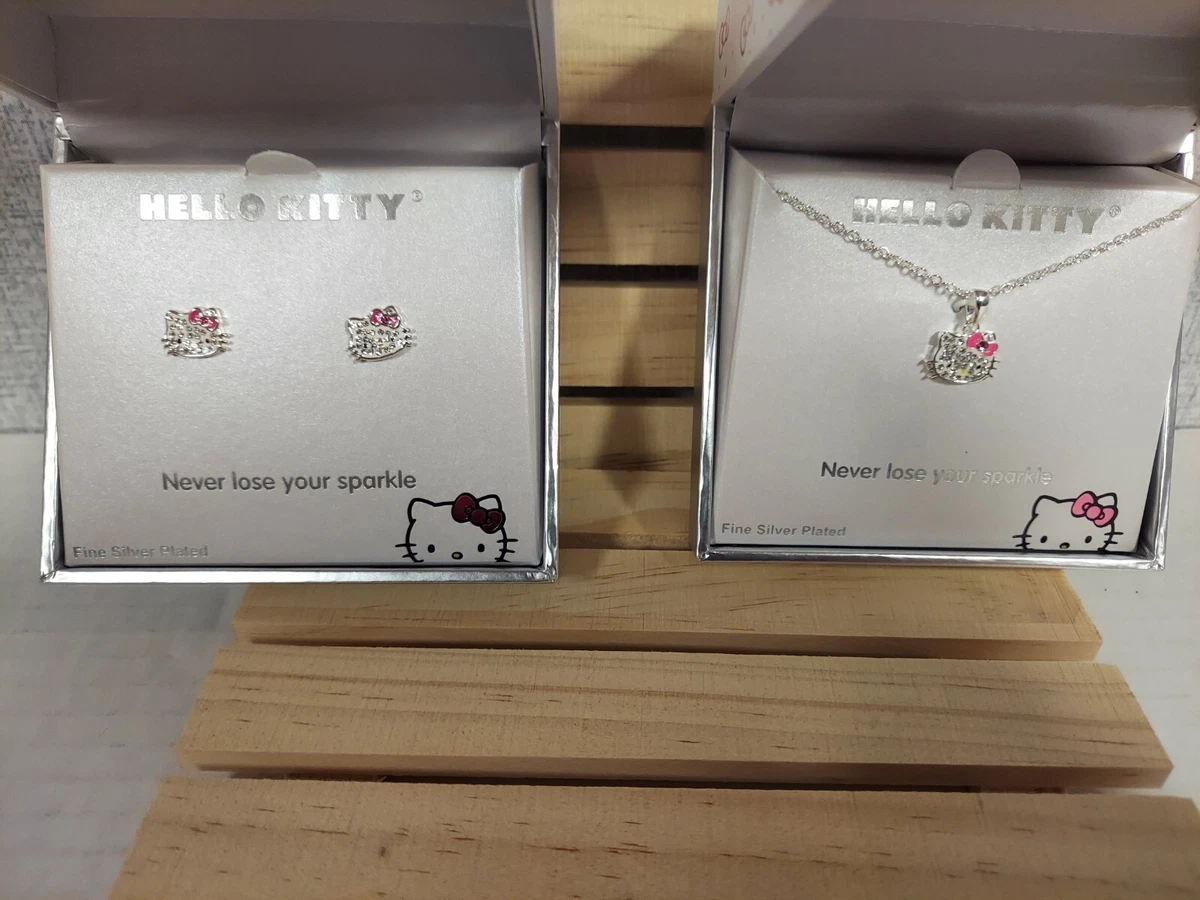 HELLO KITTY®
Never lose your sparkle
Fine Silver Plated
HELLO KITTY®
Never lose your sparkle
Fine Silver Plated